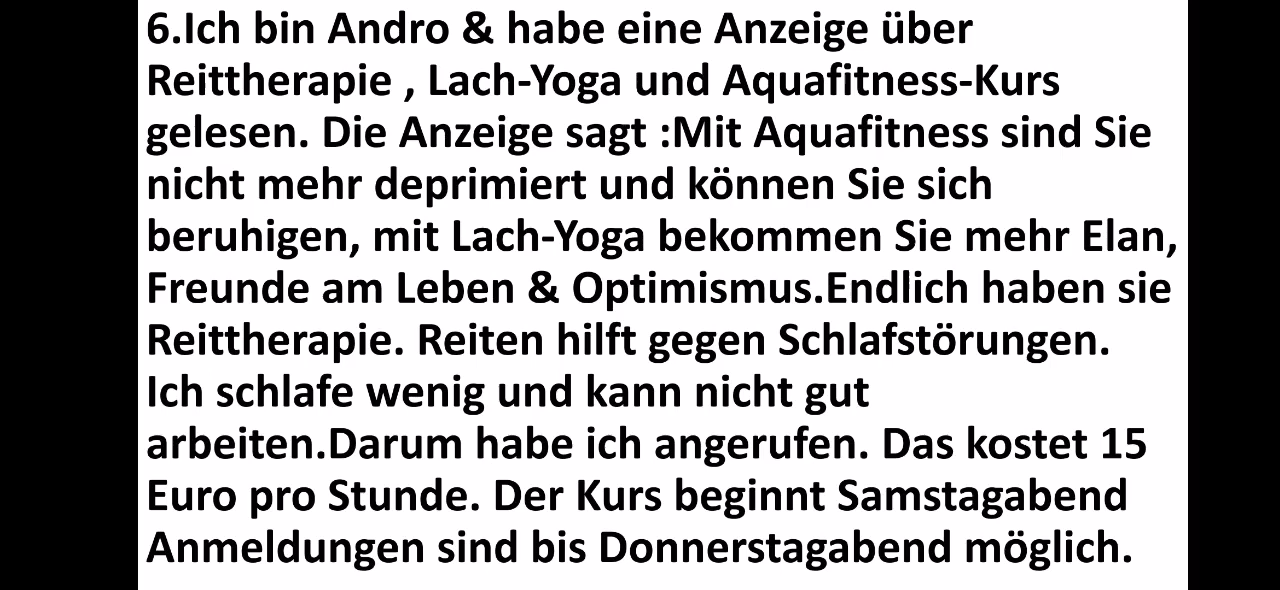 6.Ich bin Andro & habe eine Anzeige über
Reittherapie , Lach-Yoga und Aquafitness-Kurs
gelesen. Die Anzeige sagt :Mit Aquafitness sind Sie
nicht mehr deprimiert und können Sie sich
beruhigen, mit Lach-Yoga bekommen Sie mehr Elan,
Freunde am Leben & Optimismus.Endlich haben sie
Reittherapie. Reiten hilft gegen Schlafstörungen.
Ich schlafe wenig und kann nicht gut
arbeiten.Darum habe ich angerufen. Das kostet 15
Euro pro Stunde. Der Kurs beginnt Samstagabend
Anmeldungen sind bis Donnerstagabend möglich.